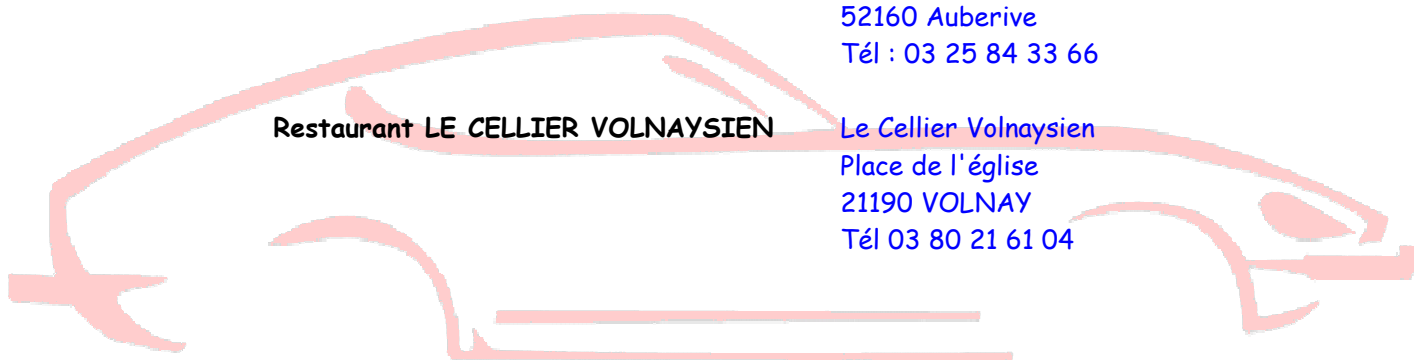 52160 Auberive
Tél : 03 25 84 33 66
Restaurant LE CELLIER VOLNAYSIEN Le Cellier Volnaysien
Place de l'église
21190 VOLNAY
Tél 03 80 21 61 04